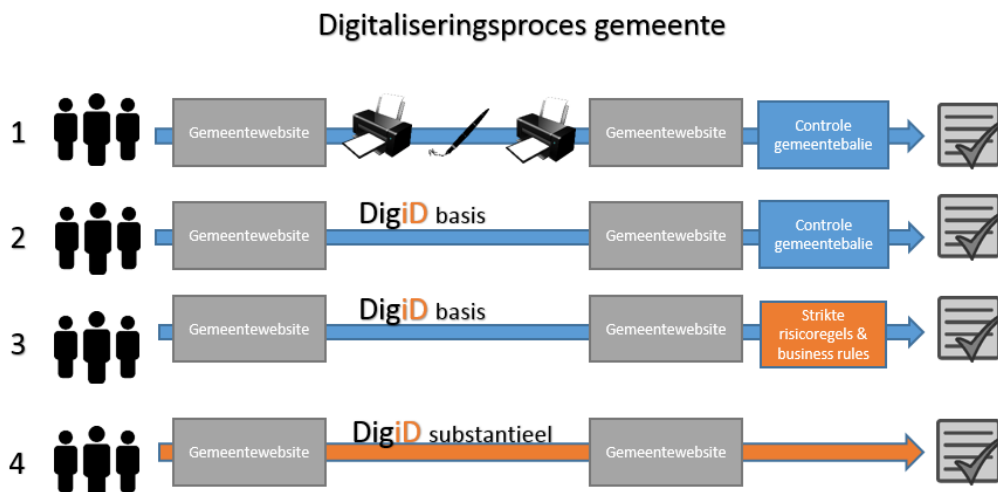 Digitaliseringsproces gemeente
1
Gemeentewebsite
Gemeentewebsite
Controle
gemeentebalie
2
Gemeentewebsite
DigiD basis
Gemeentewebsite
Controle
gemeentebalie
3
Gemeentewebsite
DigiD basis
Gemeentewebsite
Strikte
risicoregels &
business rules
4
Gemeentewebsite
DigiD substantieel
Gemeentewebsite